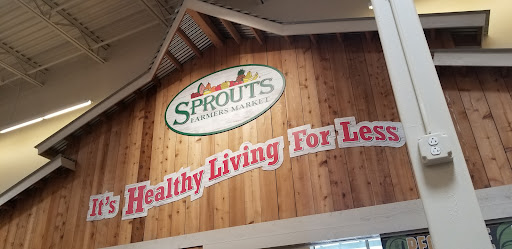 SPROUTS
FARMERS MARKET
It's Healthy Living For Less